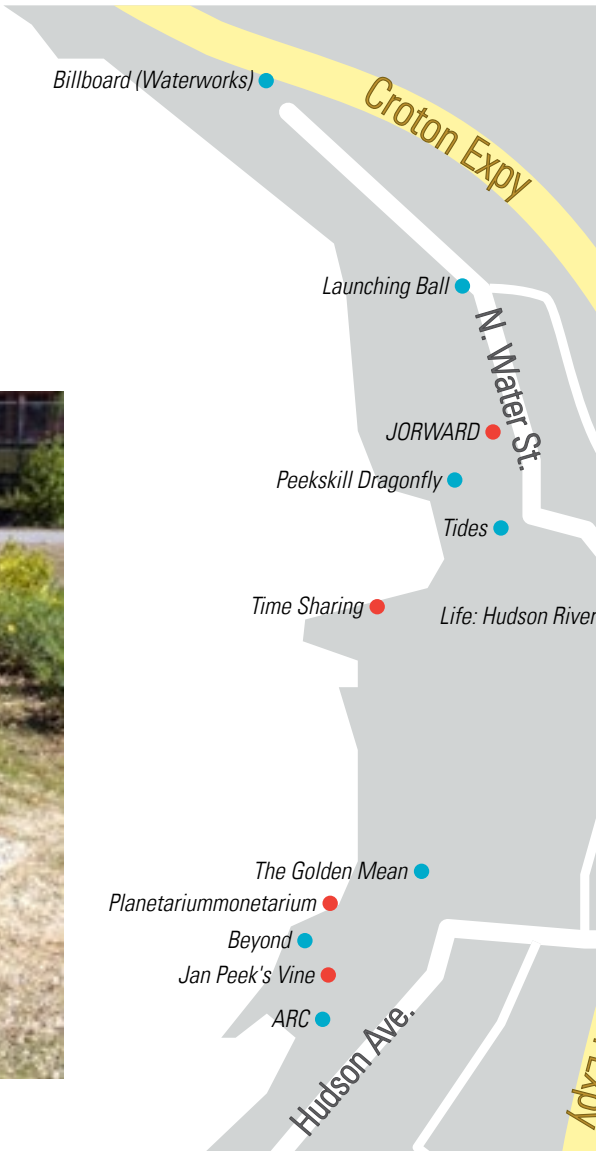 Billboard (Waterworks)
Croton Expy
Launching Ball
N. Water St.
JORWARD
Peekskill Dragonfly
Tides
Time Sharing
Life: Hudson River
The Golden Mean
Planetariummonetarium
Beyond
Jan Peek's Vine
ARC
Hudson Ave.
Expy